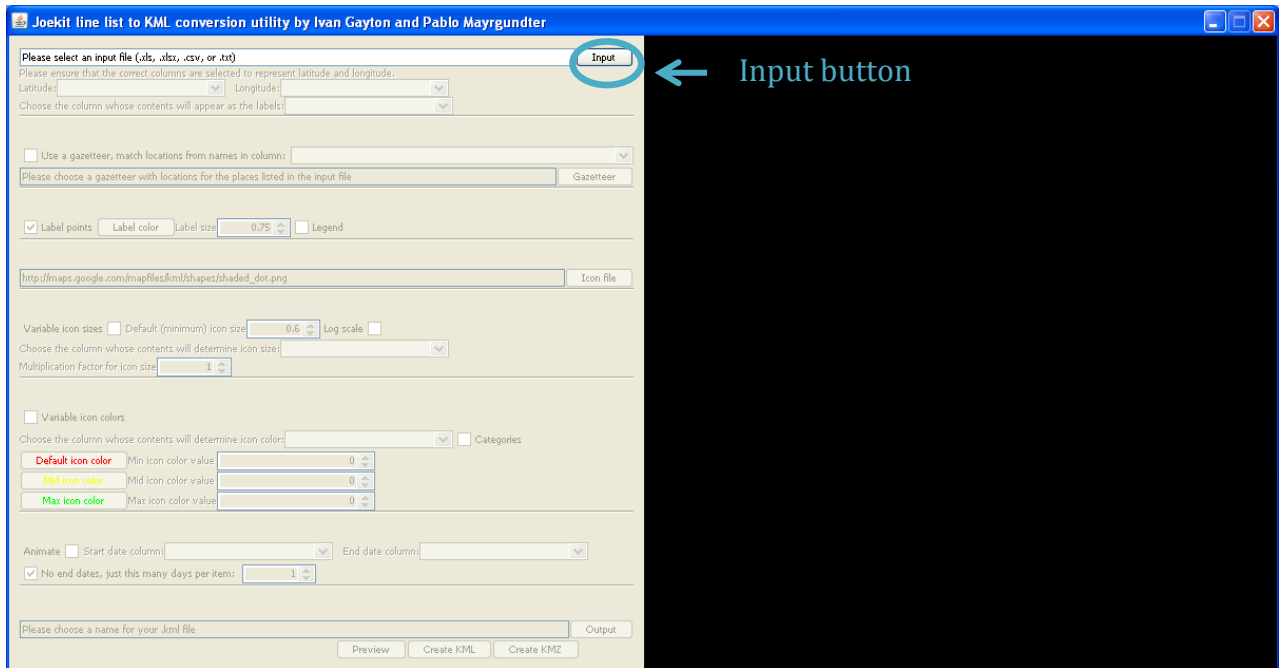 Joekit line list to KML conversion utility by Ivan Gayton and Pablo Mayrgundter
Please select an input file (.xls, .xlsx, .csv, or .txt) Input
Input button
Please ensure that the correct columns are selected to represent latitude and longitude.
Latitude: Longitude:
Choose the column whose contents will appear as the labels:
Use a gazetteer, match locations from names in column:
Please choose a gazetteer with locations for the places listed in the input file Gazetteer
Label points Label color Label size 0.75 Legend
http://maps.google.com/mapfiles/kml/shapes/shaded_dot.png Icon file
Variable icon sizes Default (minimum) icon size 0.6 Log scale
Choose the column whose contents will determine icon size:
Multiplication factor for icon size 1
Variable icon colors
Choose the column whose contents will determine icon color: Categories
Default icon color Min icon color value 0
Mid icon color Mid icon color value 0
Max icon color Max icon color value 0
Animate Start date column: End date column:
No end dates, just this many days per item: 1
Please choose a name for your .kml file Output
Preview Create KML Create KMZ